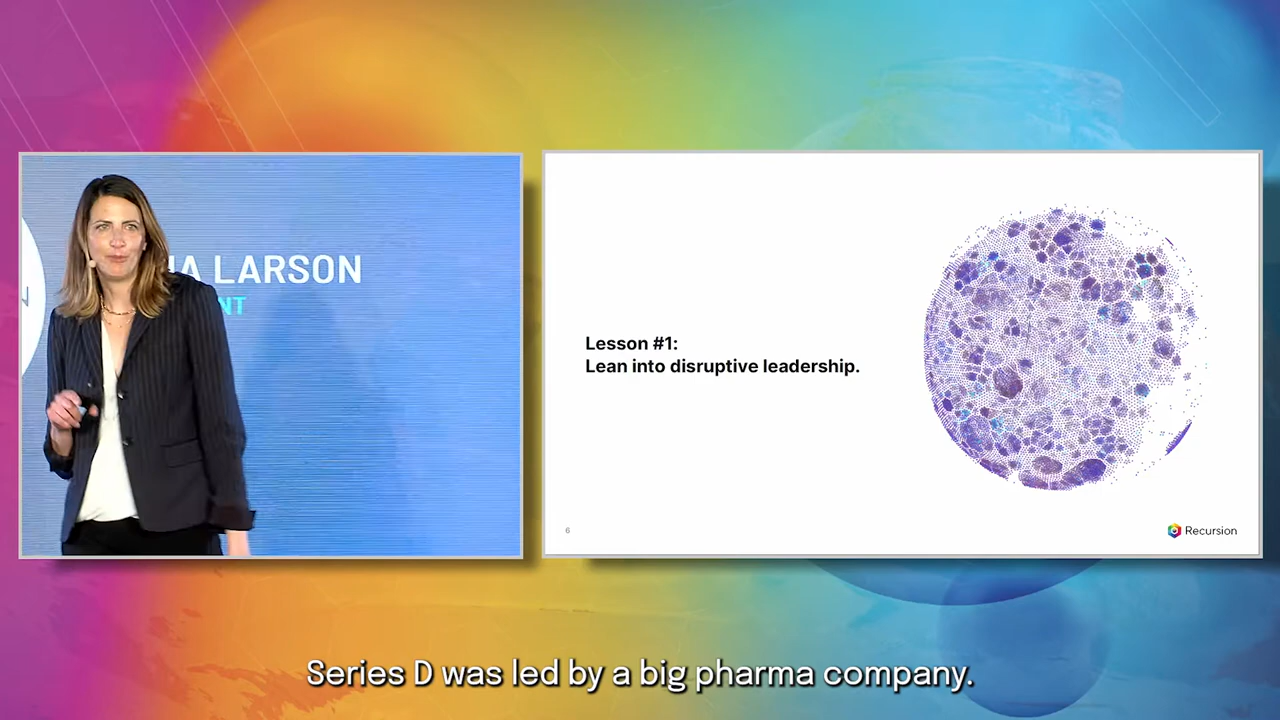 LARSON
Lesson #1:
Lean into disruptive leadership.
6
Recursion
Series D was led by a big pharma company.